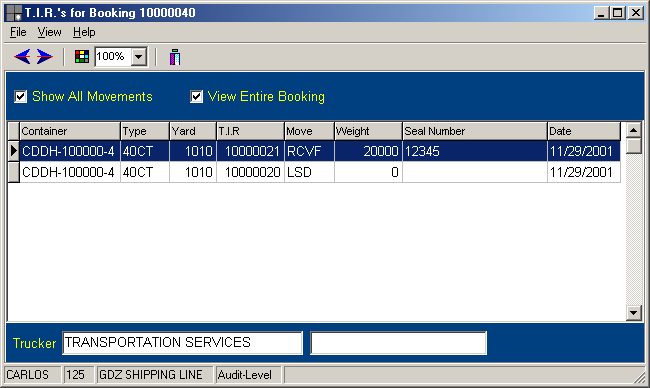 T.I.R.'s for Booking 10000040
File View Help
100%
Show All Movements View Entire Booking
Container Type Yard T.I.R Move Weight Seal Number Date
CDDH-100000-4 40CT 1010 10000021 RCVF 20000 12345 11/29/2001
CDDH-100000-4 40CT 1010 10000020 LSD 0 11/29/2001
Trucker TRANSPORTATION SERVICES
CARLOS 125 GDZ SHIPPING LINE Audit-Level